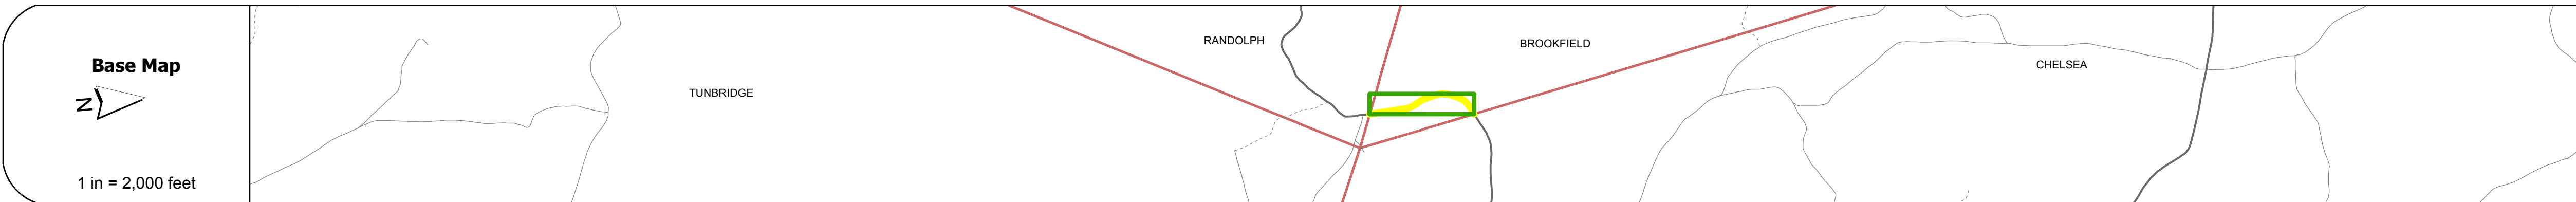 Base Map
N
1 in = 2,000 feet
TUNBRIDGE
RANDOLPH
BROOKFIELD
CHELSEA